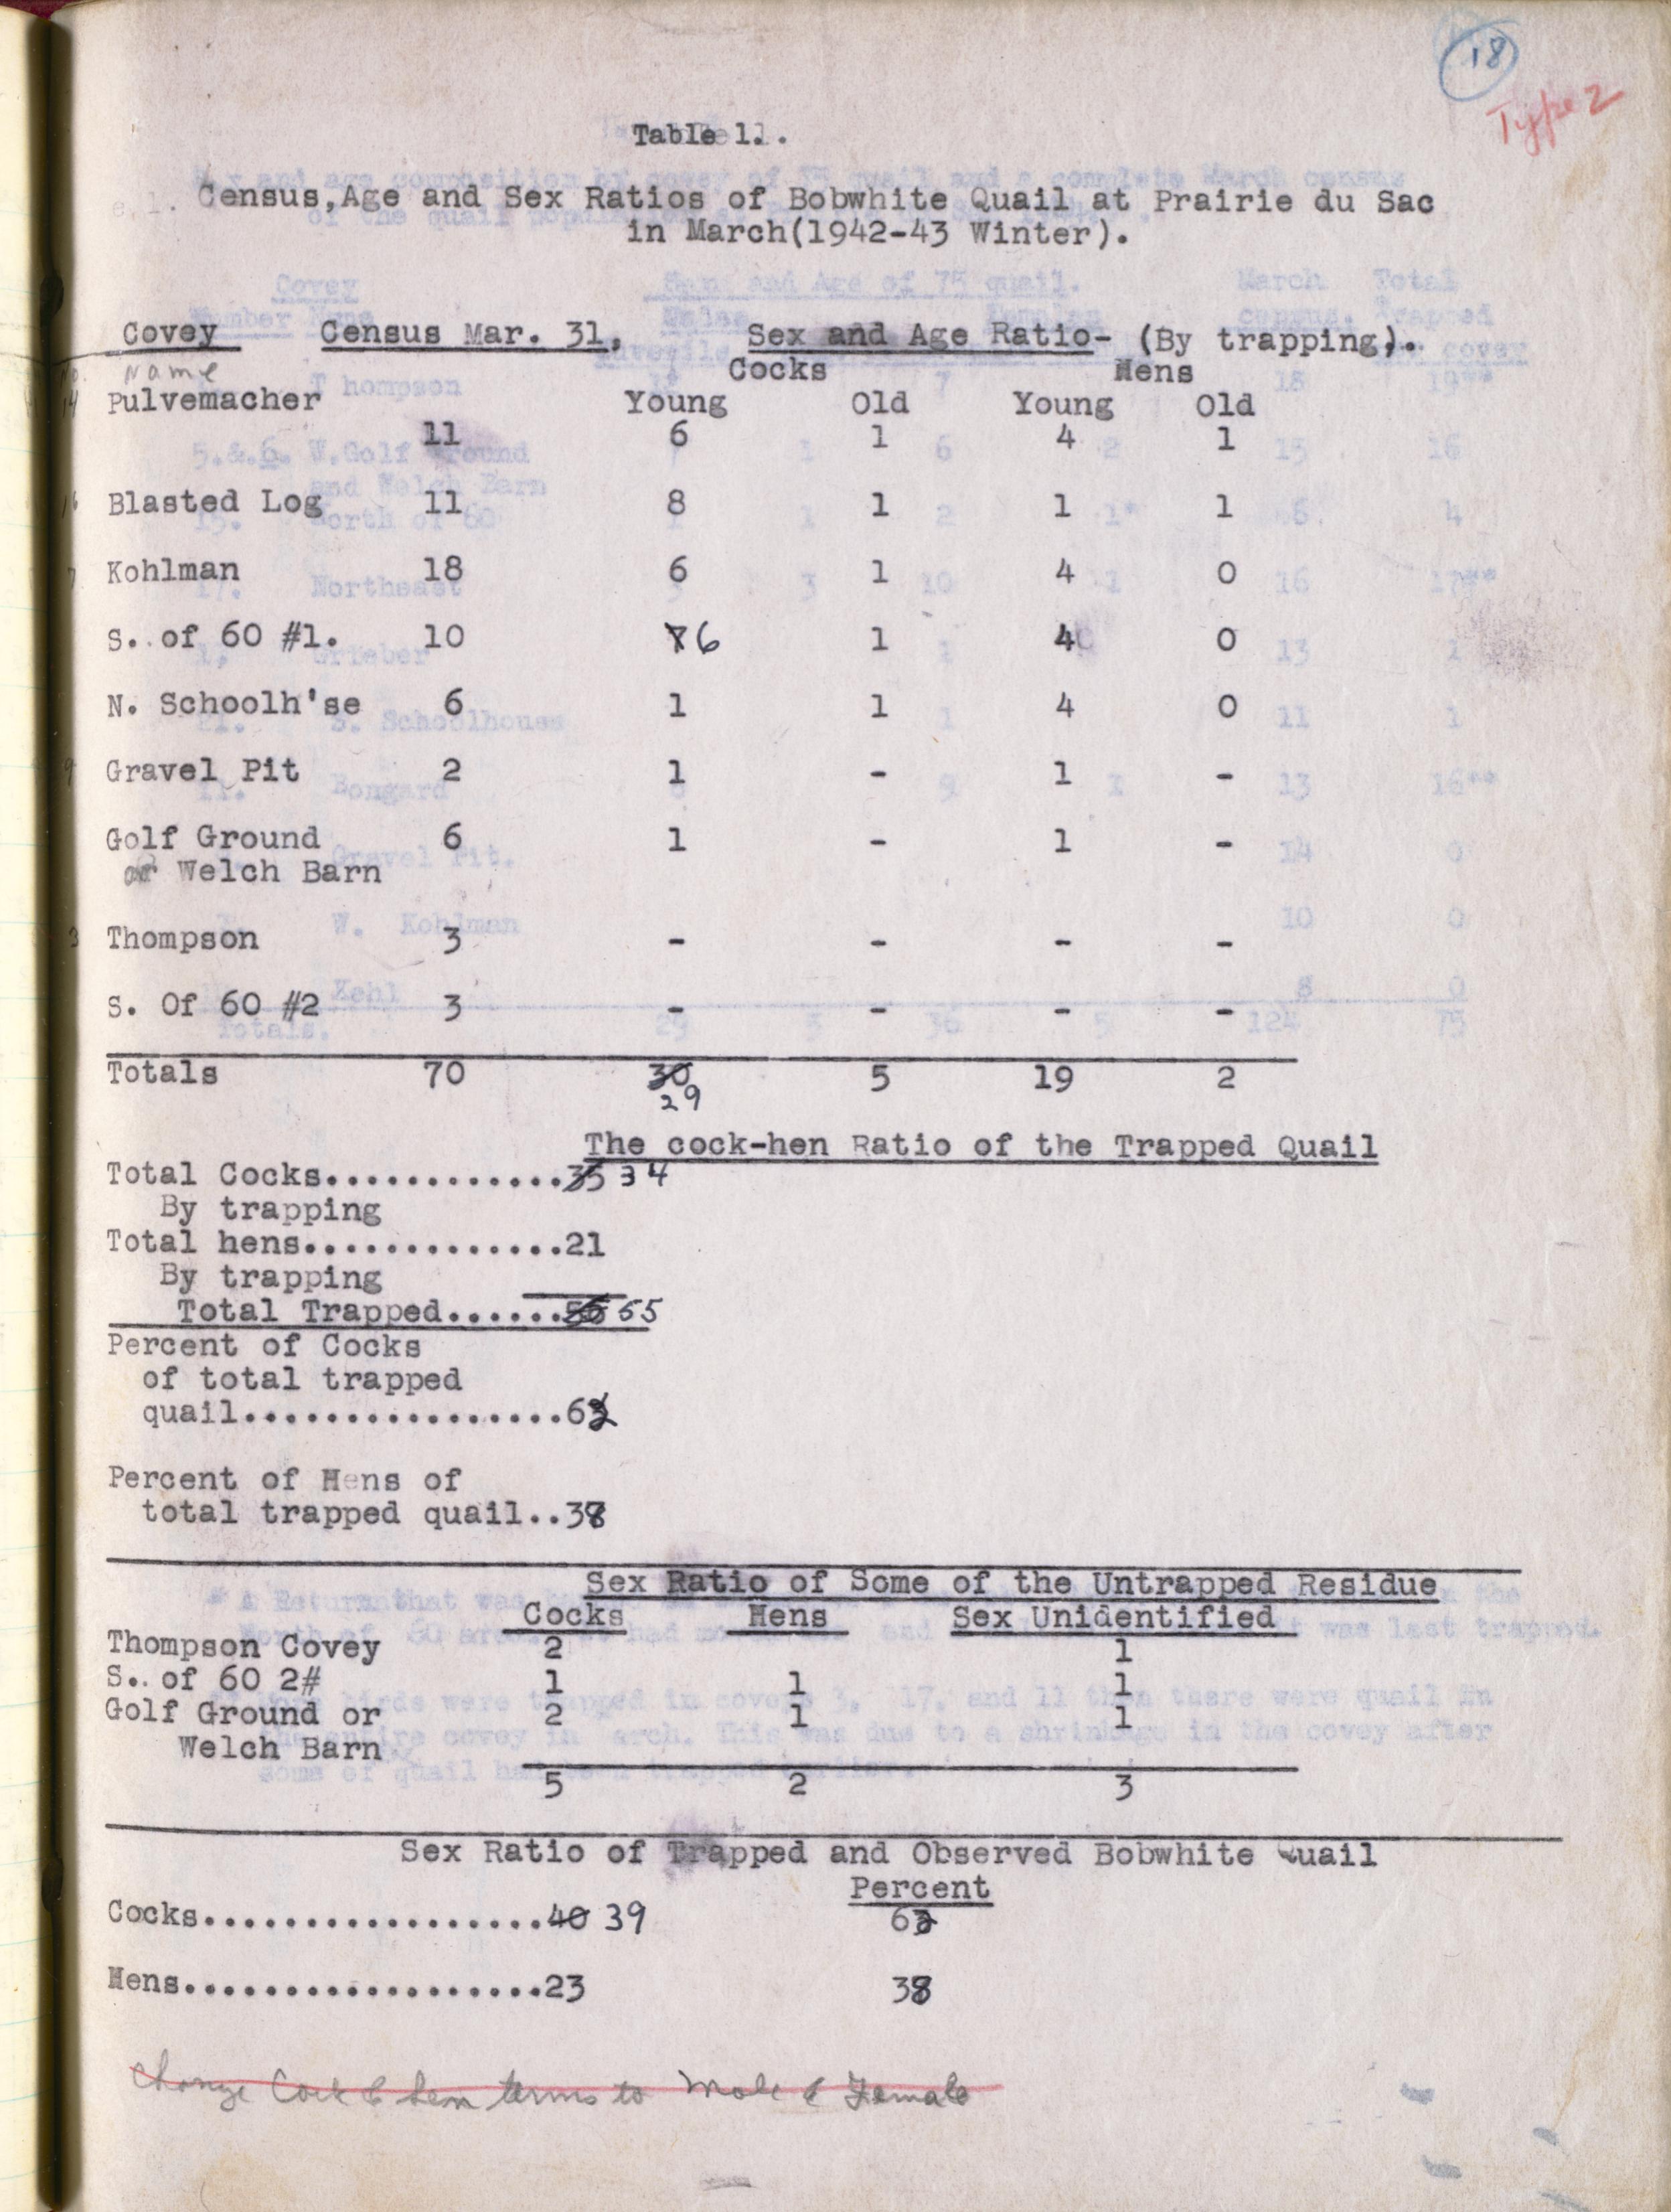 18
Type 2
Table 1..
Census, Age and Sex Ratios of Bobwhite Quail at Prairie du Sac
in March(1942-43 Winter).
Covey Census Mar. 31, Sex and Age Ratio- (By trapping).
No. Name Cocks Hens
14 Pulvemacher Young Old Young Old
11 6 1 4 1
16 Blasted Log 11 8 1 1 1
7 Kohlman 18 6 1 4 0
S. of 60 #1. 10 7 6 1 4 0
N. Schoolh'se 6 1 1 4 0
9 Gravel Pit 2 1 - 1 -
Golf Ground 6 1 - 1 -
or Welch Barn
3 Thompson 3 - - - -
S. Of 60 #2 3 - - - -
Totals 70 30 5 19 2
29
The cock-hen Ratio of the Trapped Quail
Total Cocks.............35 34
By trapping
Total hens..............21
By trapping
Total Trapped.......56 55
Percent of Cocks
of total trapped
quail..................62
Percent of Hens of
total trapped quail..38
Sex Ratio of Some of the Untrapped Residue
Cocks Hens Sex Unidentified
Thompson Covey 2 1
S.. of 60 2# 1 1 1
Golf Ground or 2 1 1
Welch Barn
5 2 3
Sex Ratio of Trapped and Observed Bobwhite Quail
Percent
Cocks...................40 39 63
Hens....................23 38
Change Cock & hen terms to Male & Female